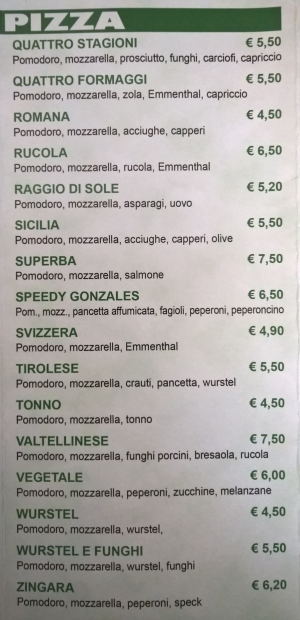 PIZZA
QUATTRO STAGIONI € 5,50
Pomodoro, mozzarella, prosciutto, funghi, carciofi, capriccio
QUATTRO FORMAGGI € 5,50
Pomodoro, mozzarella, zola, Emmenthal, capriccio
ROMANA € 4,50
Pomodoro, mozzarella, acciughe, capperi
RUCOLA € 6,50
Pomodoro, mozzarella, rucola, Emmenthal
RAGGIO DI SOLE € 5,20
Pomodoro, mozzarella, asparagi, uovo
SICILIA € 5,50
Pomodoro, mozzarella, acciughe, capperi, olive
SUPERBA € 7,50
Pomodoro, mozzarella, salmone
SPEEDY GONZALES € 6,50
Pom., mozz., pancetta affumicata, fagioli, peperoni, peperoncino
SVIZZERA € 4,90
Pomodoro, mozzarella, Emmenthal
TIROLESE € 5,50
Pomodoro, mozzarella, crauti, pancetta, wurstel
TONNO € 4,50
Pomodoro, mozzarella, tonno
VALTELLINESE € 7,50
Pomodoro, mozzarella, funghi porcini, bresaola, rucola
VEGETALE € 6,00
Pomodoro, mozzarella, peperoni, zucchine, melanzane
WURSTEL € 4,50
Pomodoro, mozzarella, wurstel,
WURSTEL E FUNGHI € 5,50
Pomodoro, mozzarella, wurstel, funghi
ZINGARA € 6,20
Pomodoro, mozzarella, peperoni, speck